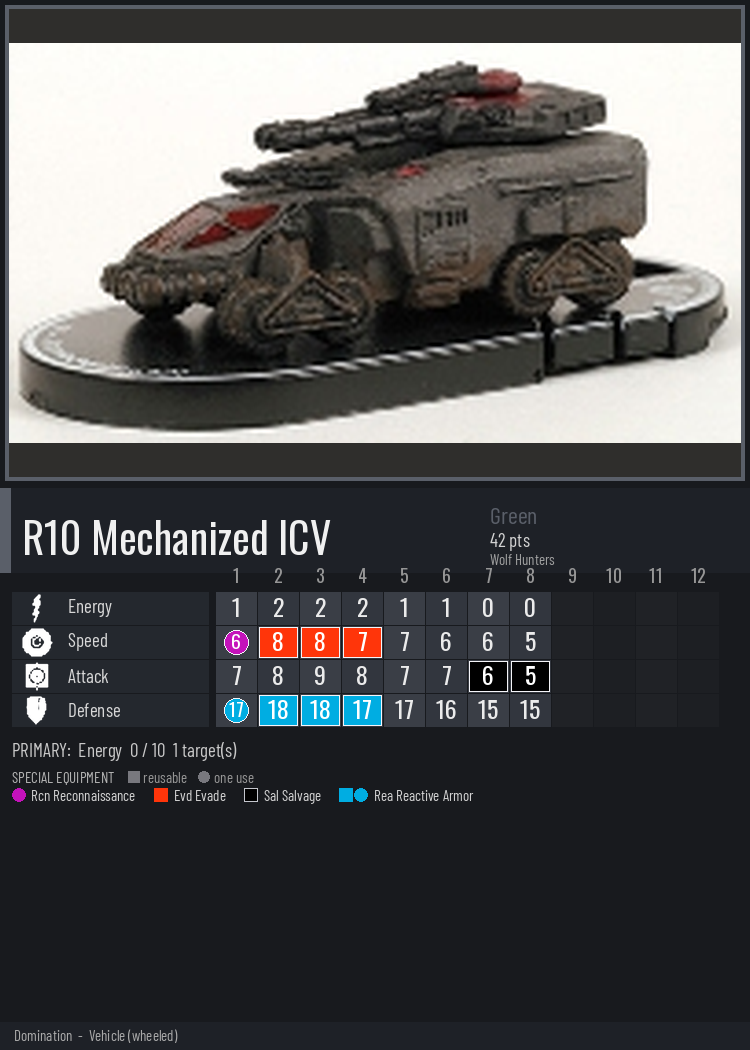 R10 Mechanized ICV
Green
42 pts
Wolf Hunters
1 2 3 4 5 6 7 8 9 10 11 12
Energy 1 2 2 2 1 1 0 0
Speed 6 8 8 7 7 6 6 5
Attack 7 8 9 8 7 7 6 5
Defense 17 18 18 17 17 16 15 15
PRIMARY: Energy 0 / 10 1 target(s)
SPECIAL EQUIPMENT reusable one use
Rcn Reconnaissance Evd Evade Sal Salvage Rea Reactive Armor
Domination - Vehicle (wheeled)